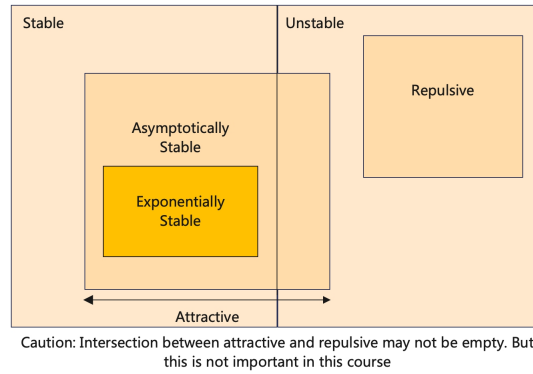 Stable
Unstable
Repulsive
Asymptotically
Stable
Exponentially
Stable
Attractive
Caution: Intersection between attractive and repulsive may not be empty. But
this is not important in this course